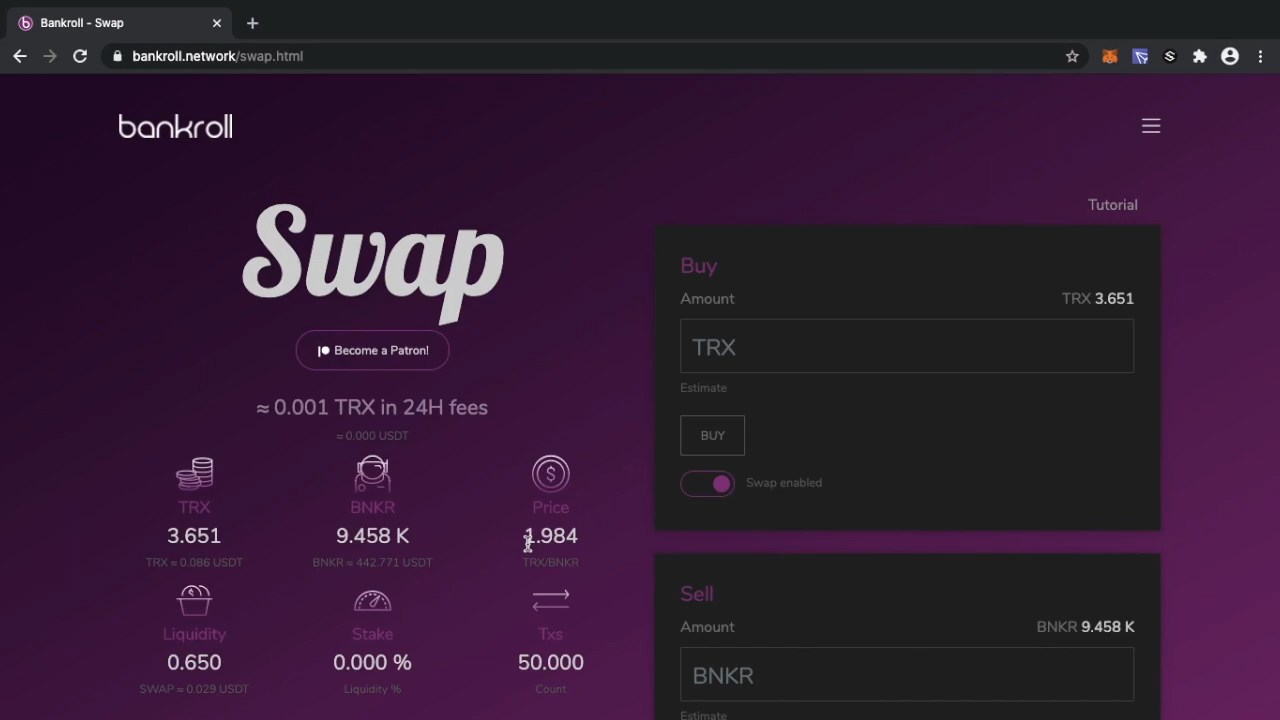 Bankroll - Swap
bankroll.network/swap.html
bankroll
Swap
Become a Patron!
≈ 0.001 TRX in 24H fees
≈ 0.000 USDT
TRX
3.651
TRX ≈ 0.086 USDT
BNKR
9.458 K
BNKR ≈ 442.771 USDT
Price
1.984
TRX/BNKR
Liquidity
0.650
SWAP ≈ 0.029 USDT
Stake
0.000 %
Liquidity %
Txs
50.000
Count
Tutorial
Buy
Amount TRX 3.651
TRX
Estimate
BUY
Swap enabled
Sell
Amount BNKR 9.458 K
BNKR
Estimate